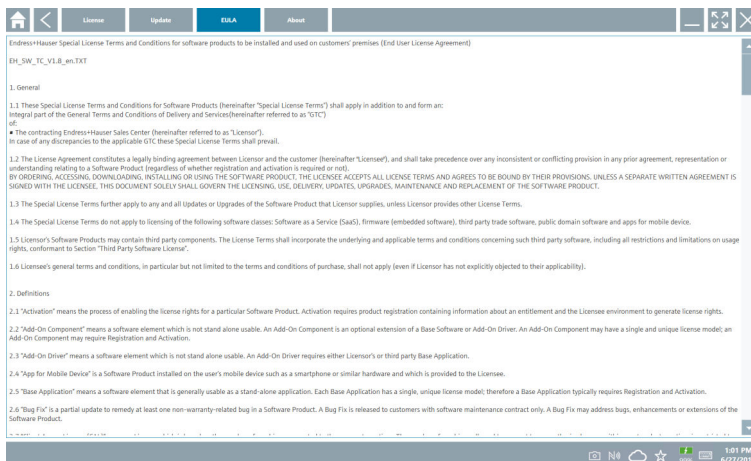 License Update EULA About
Endress+Hauser Special License Terms and Conditions for software products to be installed and used on customers' premises (End User License Agreement)
EH_SW_TC_V1.8_en.TXT
1. General
1.1 These Special License Terms and Conditions for Software Products (hereinafter "Special License Terms") shall apply in addition to and form an:
Integral part of the General Terms and Conditions of Delivery and Services(hereinafter referred to as "GTC")
of:
▪ The contracting Endress+Hauser Sales Center (hereinafter referred to as "Licensor").
In case of any discrepancies to the applicable GTC these Special License Terms shall prevail.
1.2 The License Agreement constitutes a legally binding agreement between Licensor and the customer (hereinafter "Licensee"), and shall take precedence over any inconsistent or conflicting provision in any prior agreement, representation or
understanding relating to a Software Product (regardless of whether registration and activation is required or not).
BY ORDERING, ACCESSING, DOWNLOADING, INSTALLING OR USING THE SOFTWARE PRODUCT. THE LICENSEE ACCEPTS ALL LICENSE TERMS AND AGREES TO BE BOUND BY THEIR PROVISIONS. UNLESS A SEPARATE WRITTEN AGREEMENT IS
SIGNED WITH THE LICENSEE, THIS DOCUMENT SOLELY SHALL GOVERN THE LICENSING, USE, DELIVERY, UPDATES, UPGRADES, MAINTENANCE AND REPLACEMENT OF THE SOFTWARE PRODUCT.
1.3 The Special License Terms further apply to any and all Updates or Upgrades of the Software Product that Licensor supplies, unless Licensor provides other License Terms.
1.4 The Special License Terms do not apply to licensing of the following software classes: Software as a Service (SaaS), firmware (embedded software), third party trade software, public domain software and apps for mobile device.
1.5 Licensor's Software Products may contain third party components. The License Terms shall incorporate the underlying and applicable terms and conditions concerning such third party software, including all restrictions and limitations on usage
rights, conformant to Section "Third Party Software License".
1.6 Licensee's general terms and conditions, in particular but not limited to the terms and conditions of purchase, shall not apply (even if Licensor has not explicitly objected to their applicability).
2. Definitions
2.1 "Activation" means the process of enabling the license rights for a particular Software Product. Activation requires product registration containing information about an entitlement and the Licensee environment to generate license rights.
2.2 "Add-On Component" means a software element which is not stand alone usable. An Add-On Component is an optional extension of a Base Software or Add-On Driver. An Add-On Component may have a single and unique license model; an
Add-On Component may require Registration and Activation.
2.3 "Add-On Driver" means a software element which is not stand alone usable. An Add-On Driver requires either Licensor's or third party Base Application.
2.4 "App for Mobile Device" is a Software Product installed on the user's mobile device such as a smartphone or similar hardware and which is provided to the Licensee.
2.5 "Base Application" means a software element that is generally usable as a stand-alone application. Each Base Application has a single, unique license model; therefore a Base Application typically requires Registration and Activation.
2.6 "Bug Fix" is a partial update to remedy at least one non-warranty-related bug in a Software Product. A Bug Fix is released to customers with software maintenance contract only. A Bug Fix may address bugs, enhancements or extensions of the
Software Product.
1:01 PM